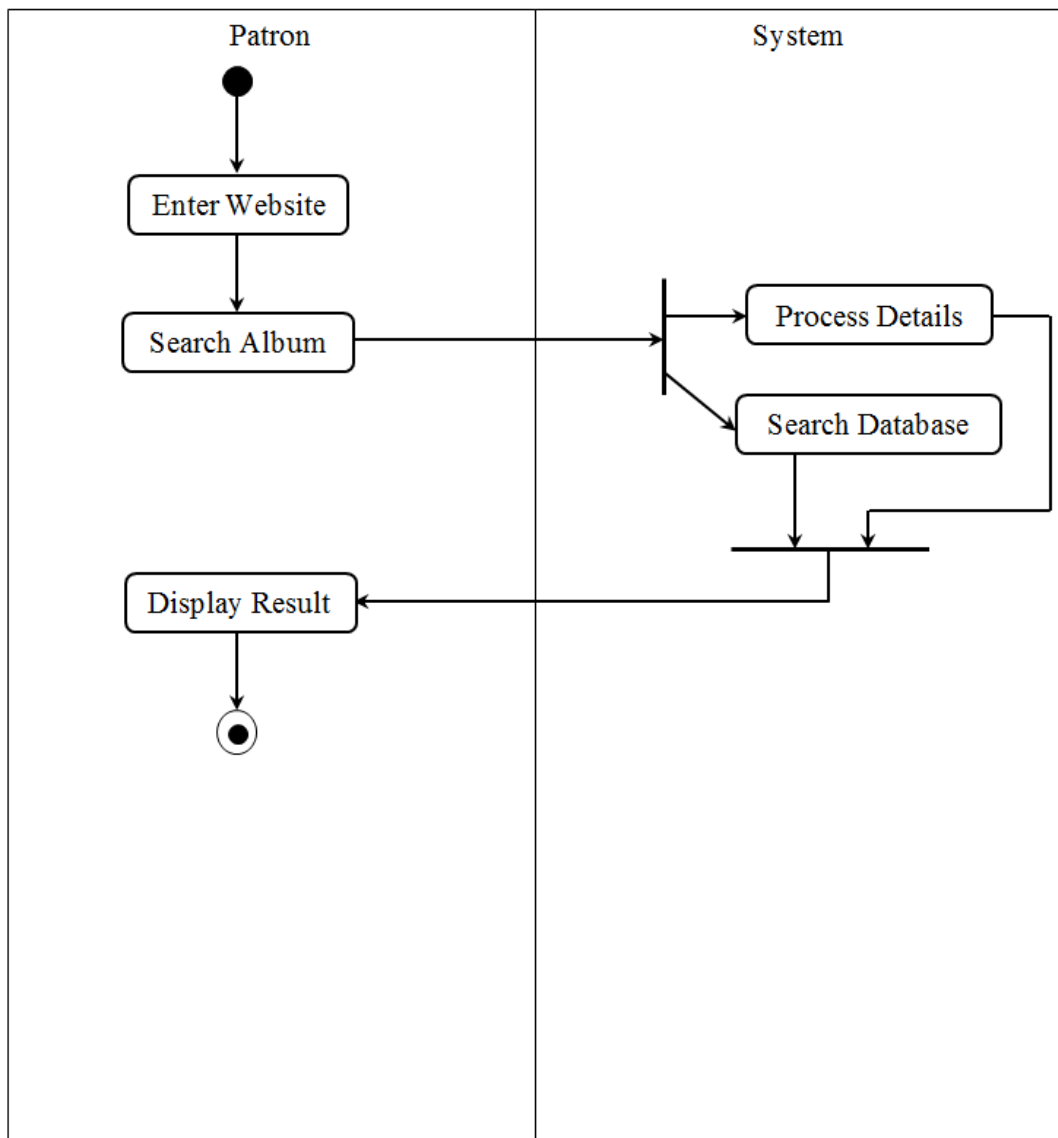 Patron
System
Enter Website
Process Details
Search Album
Search Database
Display Result